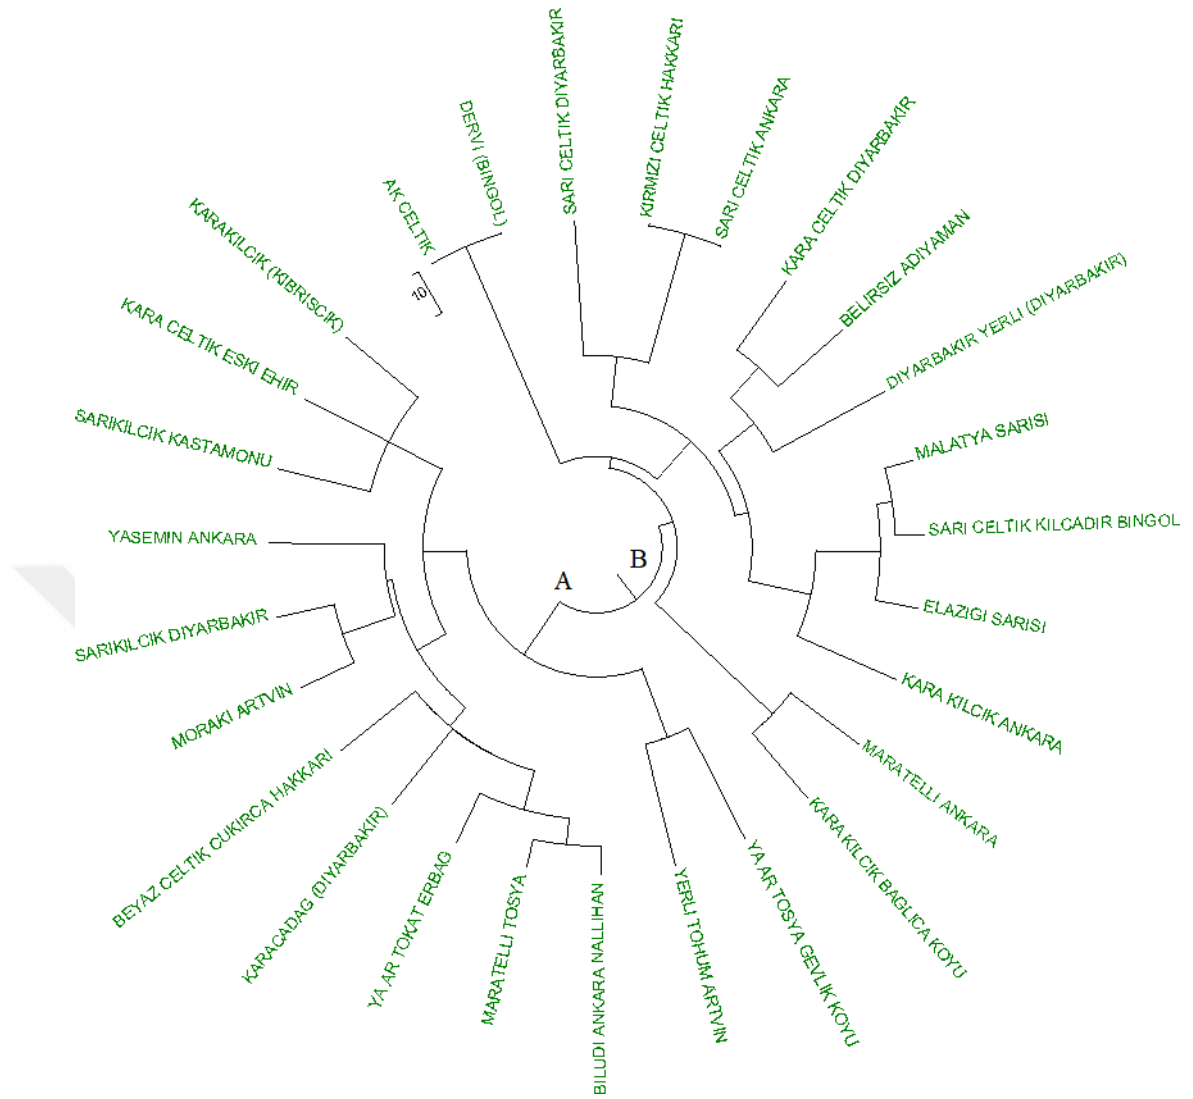 SARI CELTIK DIYARBAKIR
KIRMIZI CELTIK HAKKARI
SARI CELTIK ANKARA
KARA CELTIK DIYARBAKIR
BELIRSIZ ADIYAMAN
DIYARBAKIR YERLI (DIYARBAKIR)
MALATYA SARISI
SARI CELTIK KILCADIR BINGOL
ELAZIGI SARISI
KARA KILCIK ANKARA
MARATELLI ANKARA
KARA KILCIK BAGLICA KOYU
YA AR TOSYA GEVLIK KOYU
YERLI TOHUM ARTVIN
BILUDI ANKARA NALLIHAN
MARATELLI TOSYA
YA AR TOKAT ERBAG
KARACADAG (DIYARBAKIR)
BEYAZ CELTIK CUKIRCA HAKKARI
MORAKI ARTVIN
SARIKILCIK DIYARBAKIR
YASEMIN ANKARA
SARIKILCIK KASTAMONU
KARA CELTIK ESKI EHIR
KARAKILCIK (KIBRISCIK)
AK CELTIK
DERVI (BINGOL)
10
A
B